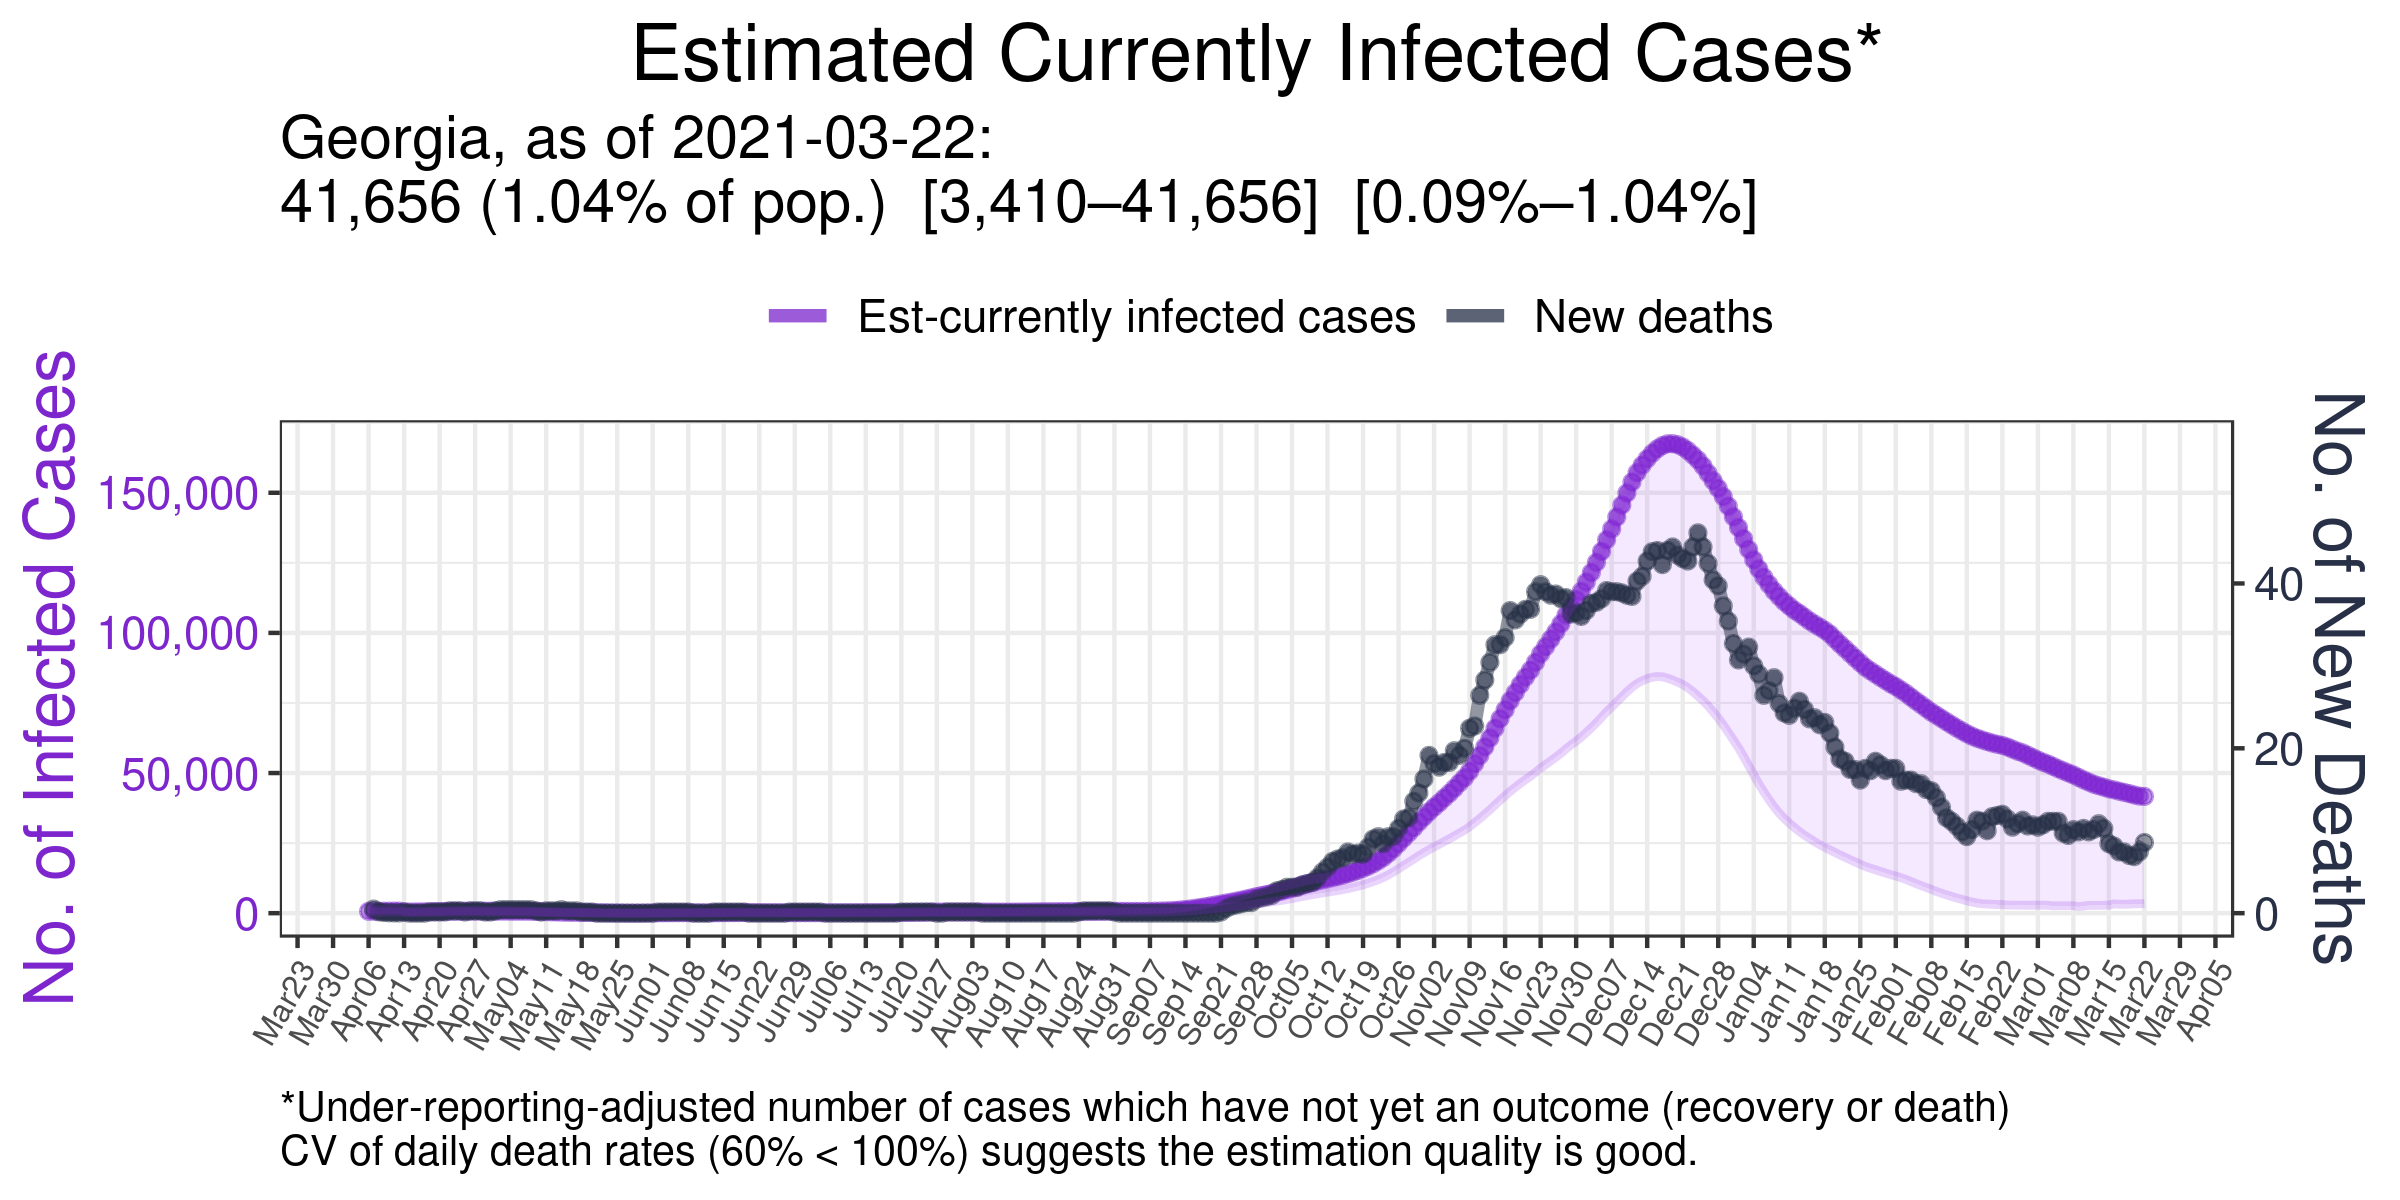 Estimated Currently Infected Cases*
Georgia, as of 2021-03-22:
41,656 (1.04% of pop.) [3,410–41,656] [0.09%–1.04%]
Est-currently infected cases
New deaths
No. of Infected Cases
150,000
100,000
50,000
0
No. of New Deaths
40
20
0
Mar23
Mar30
Apr06
Apr13
Apr20
Apr27
May04
May11
May18
May25
Jun01
Jun08
Jun15
Jun22
Jun29
Jul06
Jul13
Jul20
Jul27
Aug03
Aug10
Aug17
Aug24
Aug31
Sep07
Sep14
Sep21
Sep28
Oct05
Oct12
Oct19
Oct26
Nov02
Nov09
Nov16
Nov23
Nov30
Dec07
Dec14
Dec21
Dec28
Jan04
Jan11
Jan18
Jan25
Feb01
Feb08
Feb15
Feb22
Mar01
Mar08
Mar15
Mar22
Mar29
Apr05
*Under-reporting-adjusted number of cases which have not yet an outcome (recovery or death)
CV of daily death rates (60% < 100%) suggests the estimation quality is good.